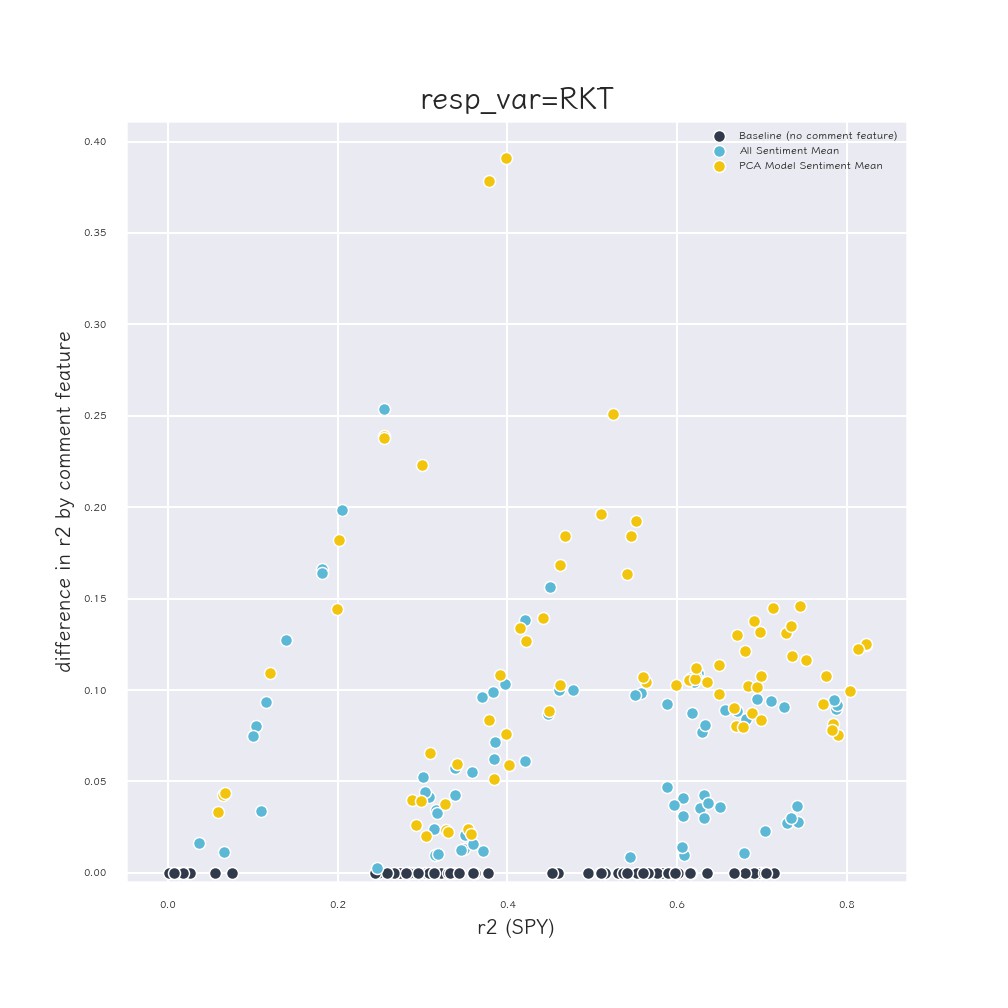 resp_var=RKT
Baseline (no comment feature)
All Sentiment Mean
PCA Model Sentiment Mean
difference in r2 by comment feature
0.40
0.35
0.30
0.25
0.20
0.15
0.10
0.05
0.00
0.0 0.2 0.4 0.6 0.8
r2 (SPY)